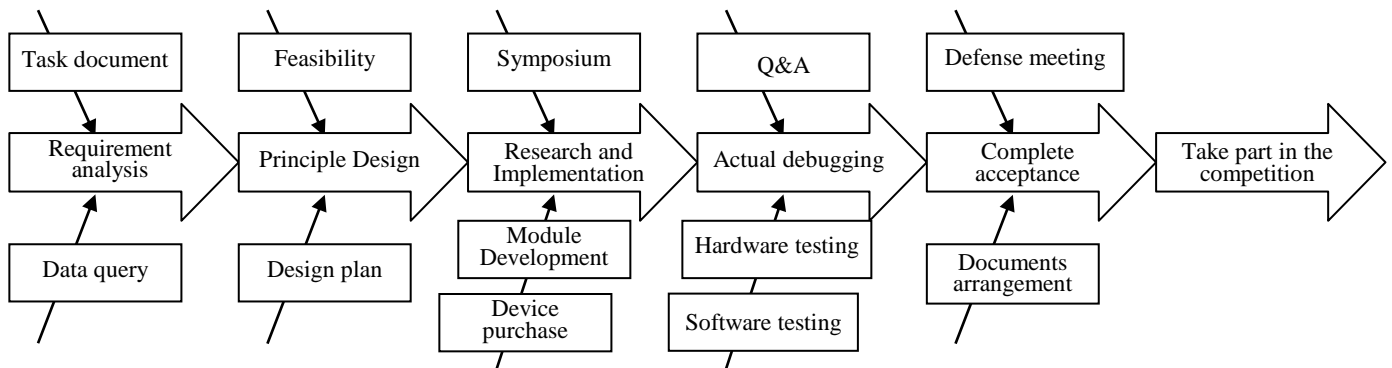 Task document
Feasibility
Symposium
Q&A
Defense meeting
Requirement
analysis
Principle Design
Research and
Implementation
Actual debugging
Complete
acceptance
Take part in the
competition
Data query
Design plan
Module
Development
Device
purchase
Hardware testing
Software testing
Documents
arrangement